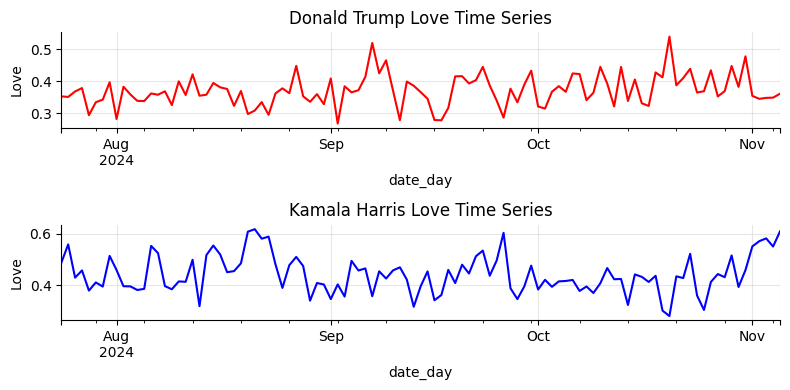 Donald Trump Love Time Series
0.5
0.4
0.3
Love
Aug
2024
Sep
Oct
Nov
date_day
Kamala Harris Love Time Series
0.6
0.4
Love
Aug
2024
Sep
Oct
Nov
date_day